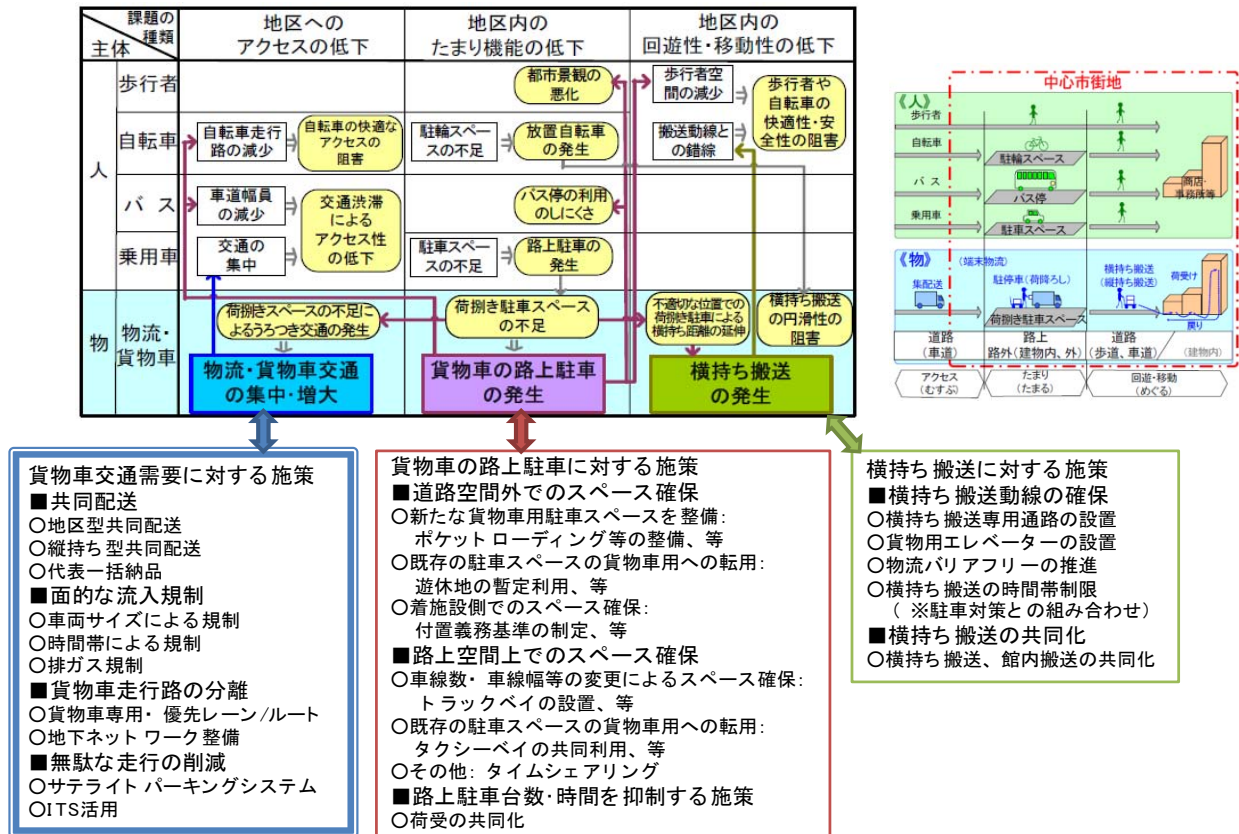 課題の
種類
主体
地区への
アクセスの低下
地区内の
たまり機能の低下
地区内の
回遊性・移動性の低下
人
歩行者
都市景観の
悪化
歩行者空
間の減少
歩行者や
自転車の
快適性・安
全性の阻害
自転車
自転車走行
路の減少
自転車の快適な
アクセスの
阻害
駐輪スペー
スの不足
放置自転車
の発生
搬送動線と
の錯綜
バス
車道幅員
の減少
交通渋滞
による
アクセス性
の低下
バス停の利用
のしにくさ
乗用車
交通の
集中
駐車スペー
スの不足
路上駐車の
発生
物
物流・
貨物車
荷捌きスペースの不足に
よるうろつき交通の発生
荷捌き駐車スペース
の不足
不適切な位置での
荷捌き駐車による
横持ち距離の延伸
横持ち搬送
の円滑性の
阻害
物流・貨物車交通
の集中・増大
貨物車の路上駐車
の発生
横持ち搬送
の発生
中心市街地
《人》
歩行者
自転車
駐輪スペース
バス
バス停
乗用車
駐車スペース
商店・
事務所等
《物》
(端末物流)
集配送
駐停車(荷降ろし)
荷捌き駐車スペース
横持ち搬送
(縦持ち搬送)
荷受け
戻り
道路
(車道)
路上
路外(建物内、外)
道路
(歩道、車道)
(建物内)
アクセス
(むすぶ)
たまり
(たまる)
回遊・移動
(めぐる)
貨物車交通需要に対する施策
■共同配送
○地区型共同配送
○縦持ち型共同配送
○代表一括納品
■面的な流入規制
○車両サイズによる規制
○時間帯による規制
○排ガス規制
■貨物車走行路の分離
○貨物車専用・優先レーン/ルート
○地下ネットワーク整備
■無駄な走行の削減
○サテライトパーキングシステム
○ITS活用
貨物車の路上駐車に対する施策
■道路空間外でのスペース確保
○新たな貨物車用駐車スペースを整備:
ポケットローディング等の整備、等
○既存の駐車スペースの貨物車用への転用:
遊休地の暫定利用、等
○着施設側でのスペース確保:
付置義務基準の制定、等
■路上空間上でのスペース確保
○車線数・車線幅等の変更によるスペース確保:
トラックベイの設置、等
○既存の駐車スペースの貨物車用への転用:
タクシーベイの共同利用、等
○その他:タイムシェアリング
■路上駐車台数・時間を抑制する施策
○荷受の共同化
横持ち搬送に対する施策
■横持ち搬送動線の確保
○横持ち搬送専用通路の設置
○貨物用エレベーターの設置
○物流バリアフリーの推進
○横持ち搬送の時間帯制限
(※駐車対策との組み合わせ)
■横持ち搬送の共同化
○横持ち搬送、館内搬送の共同化